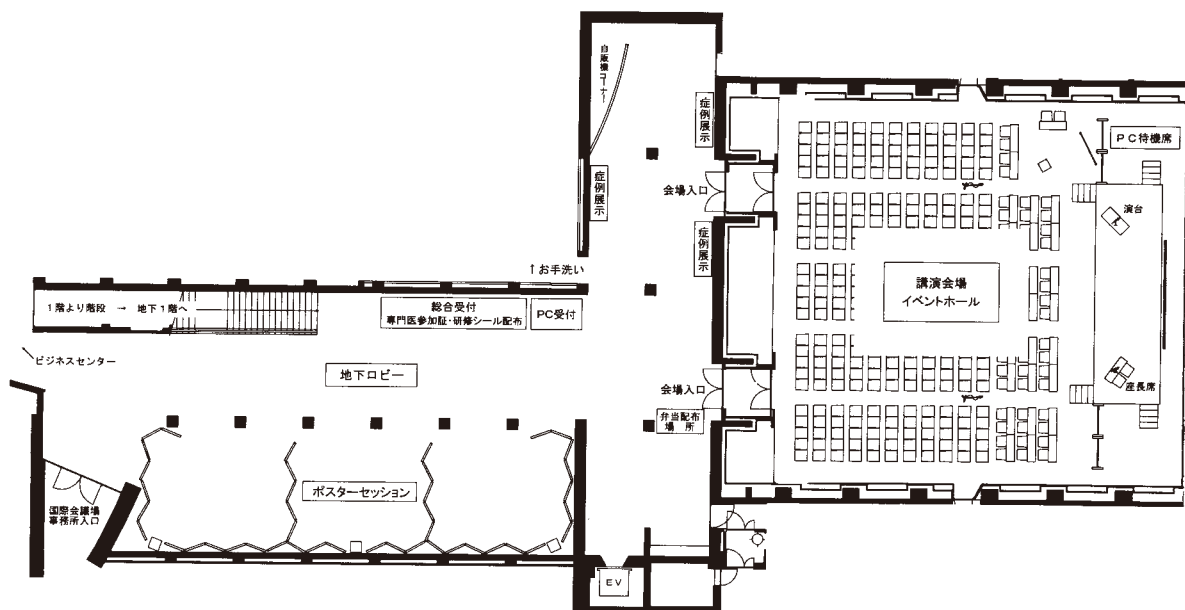 自販機コーナー
症例展示
症例展示
症例展示
会場入口
PC待機席
演台
講演会場
イベントホール
座長席
↑お手洗い
1階より階段 → 地下1階へ
総合受付
専門医参加証・研修シール配布
PC受付
ビジネスセンター
地下ロビー
会場入口
弁当配布
場 所
ポスターセッション
国際会議場
事務所入口
EV